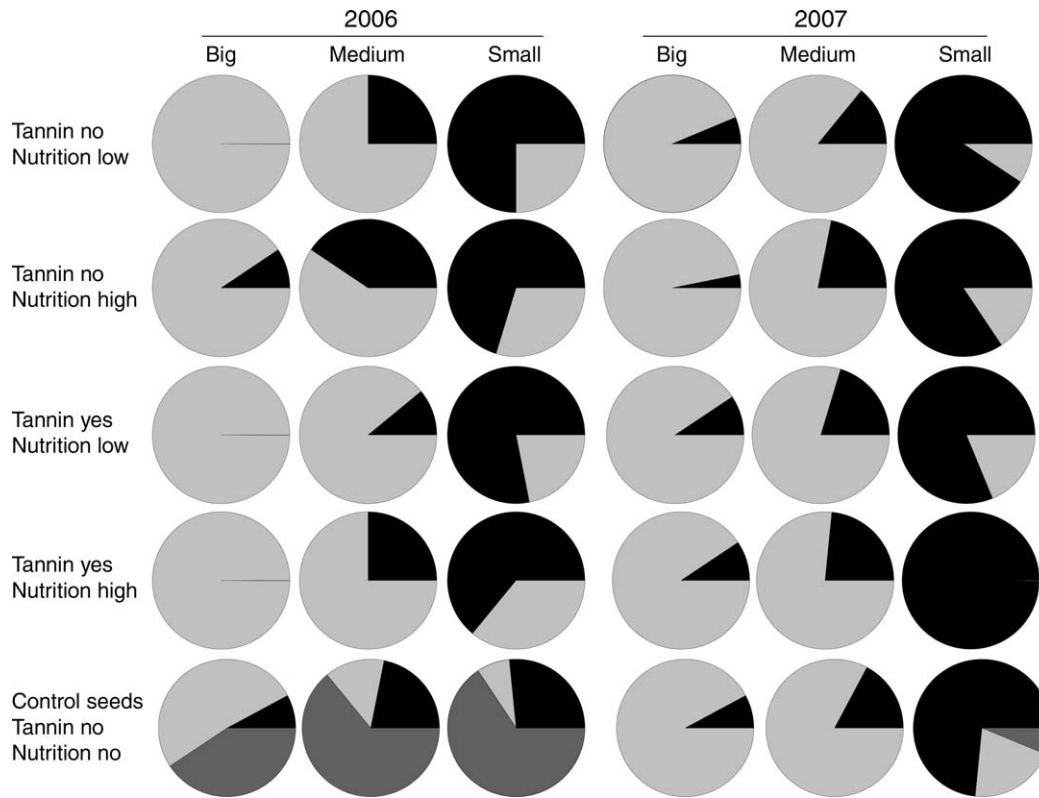 2006
2007
Big
Medium
Small
Big
Medium
Small
Tannin no
Nutrition low
Tannin no
Nutrition high
Tannin yes
Nutrition low
Tannin yes
Nutrition high
Control seeds
Tannin no
Nutrition no